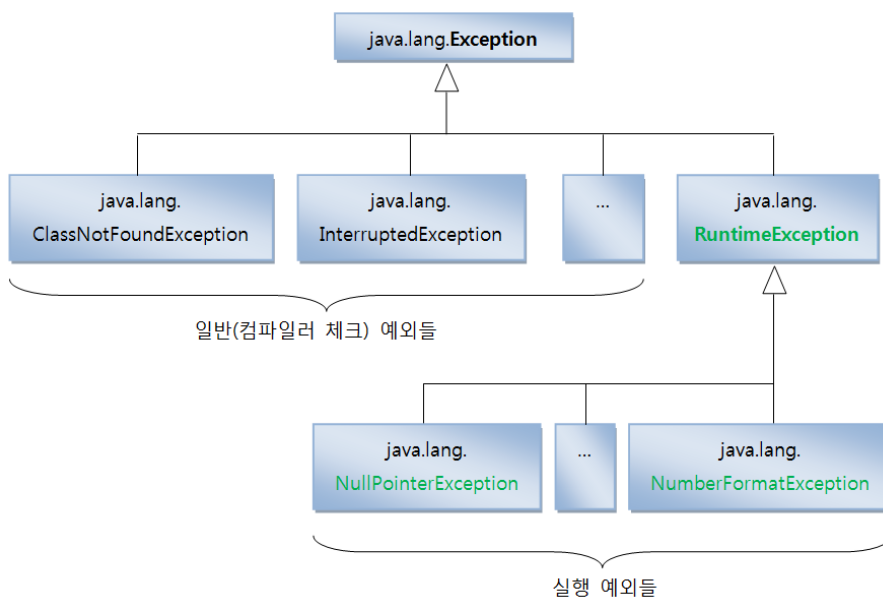 java.lang.Exception
java.lang.
ClassNotFoundException
java.lang.
InterruptedException
...
java.lang.
RuntimeException
일반(컴파일러 체크) 예외들
java.lang.
NullPointerException
...
java.lang.
NumberFormatException
실행 예외들